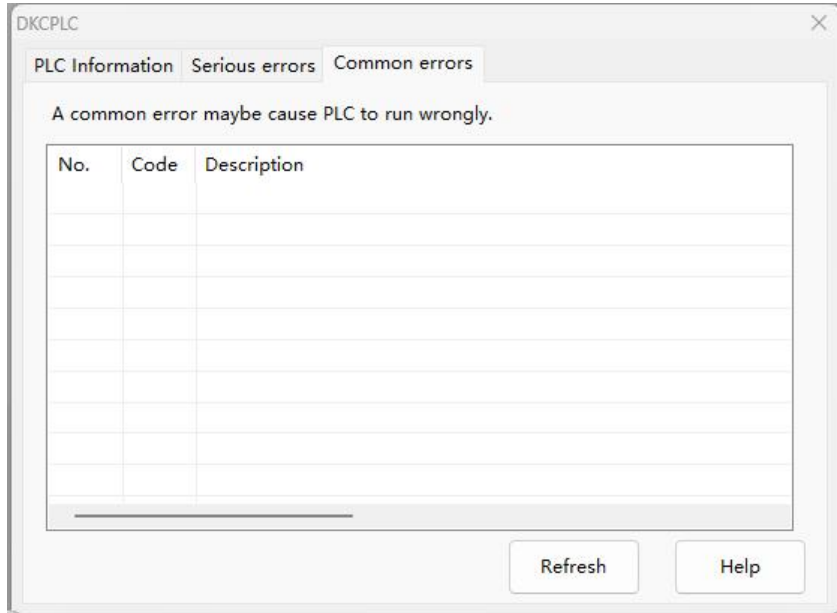 DKCPLC
PLC Information Serious errors Common errors
A common error maybe cause PLC to run wrongly.
No. Code Description
Refresh Help